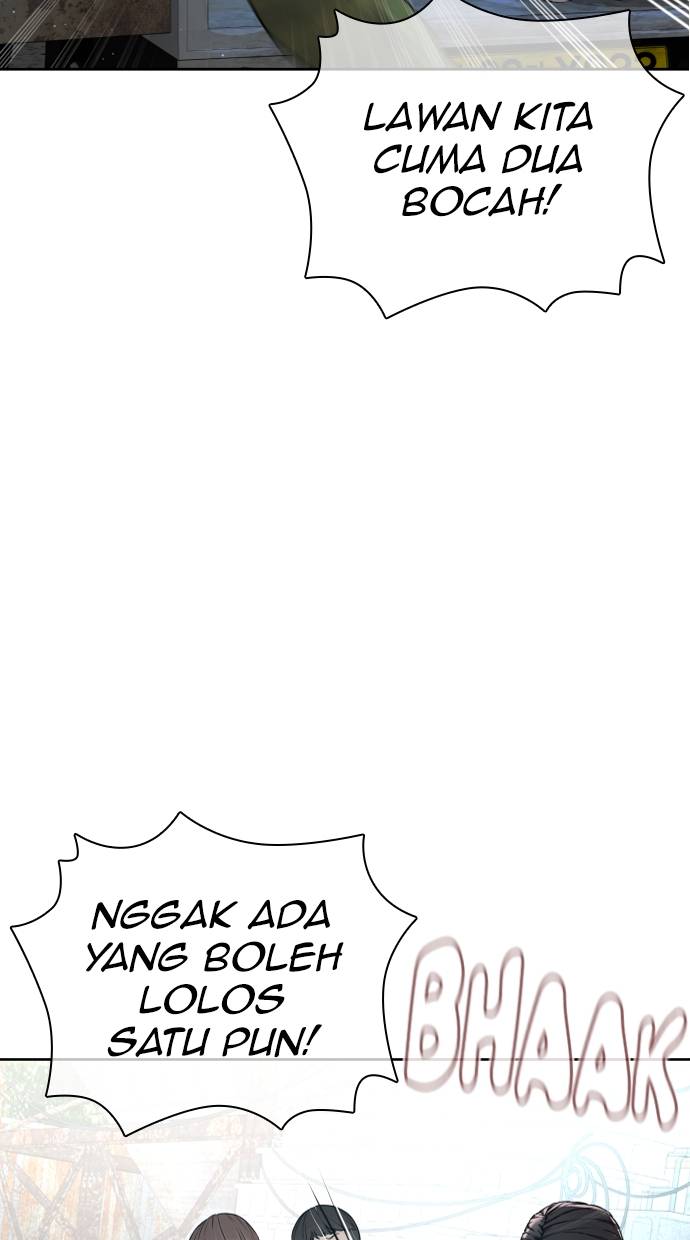 LAWAN KITA
CUMA DUA
BOCAH!
NGGAK ADA
YANG BOLEH
LOLOS
SATU PUN!
BHAAK